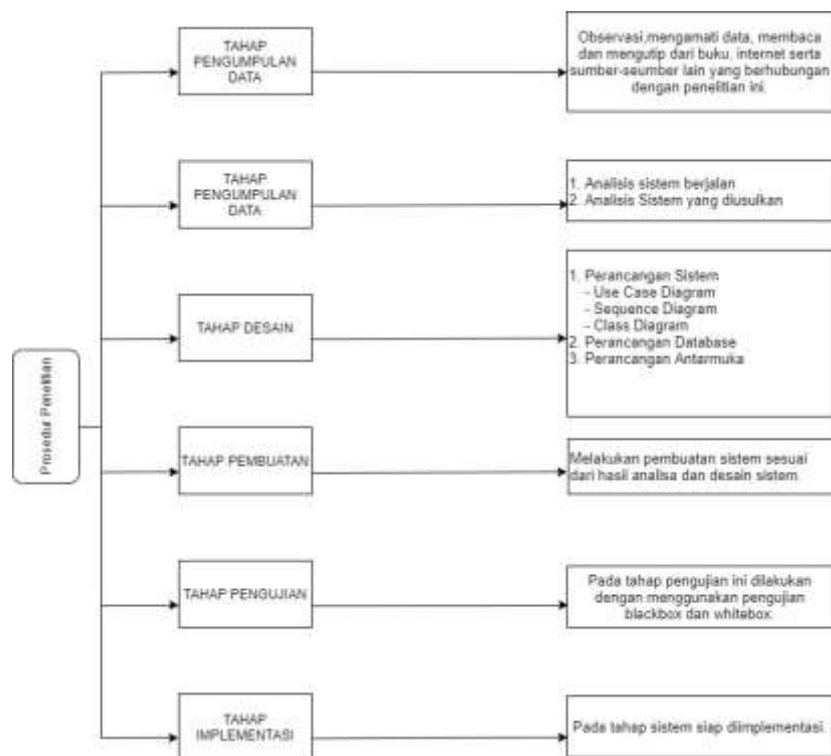 Prosedur Penelitian
TAHAP
PENGUMPULAN
DATA
Observasi,mengamati data, membaca
dan mengutip dari buku, internet serta
sumber-seumber lain yang berhubungan
dengan penelitian ini
TAHAP
PENGUMPULAN
DATA
1. Analisis sistem berjalan
2. Analisis Sistem yang diusulkan
TAHAP DESAIN
1. Perancangan Sistem
- Use Case Diagram
- Sequence Diagram
- Class Diagram
2. Perancangan Database
3. Perancangan Antarmuka
TAHAP PEMBUATAN
Melakukan pembuatan sistem sesuai
dari hasil analisa dan desain sistem.
TAHAP PENGUJIAN
Pada tahap pengujian ini dilakukan
dengan menggunakan pengujian
blackbox dan whitebox
TAHAP
IMPLEMENTASI
Pada tahap sistem siap diimplementasi.